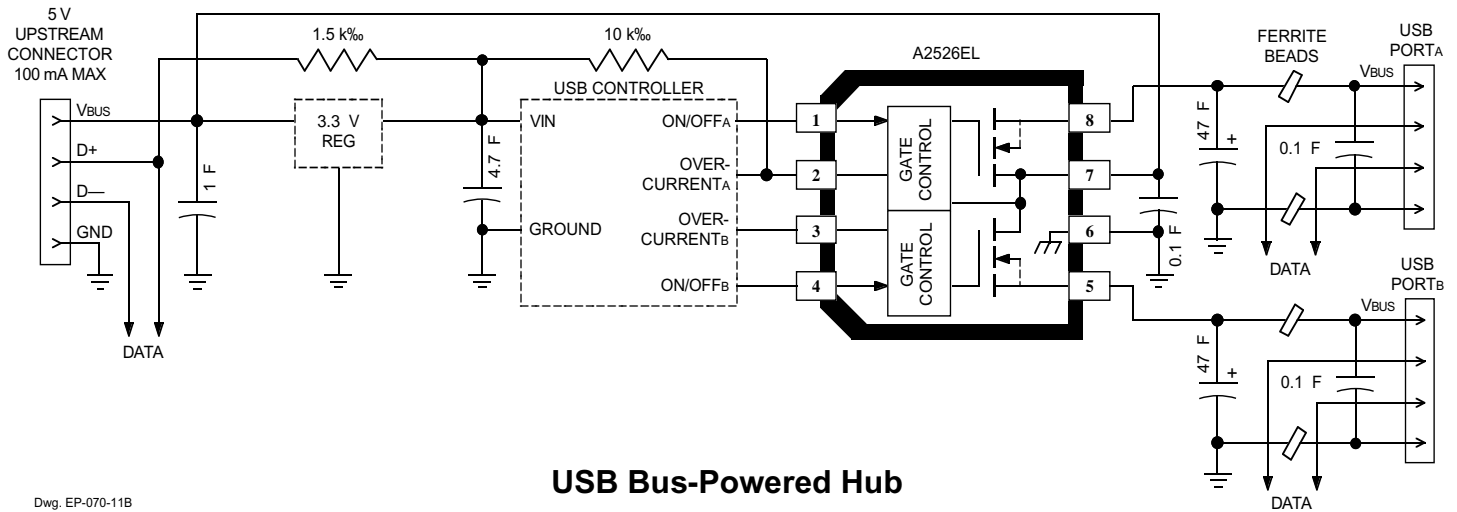 5 V
UPSTREAM
CONNECTOR
100 mA MAX
VBUS
D+
D—
GND
DATA
1 F
1.5 k‰
3.3 V
REG
4.7 F
10 k‰
USB CONTROLLER
VIN
GROUND
ON/OFFA
OVER-
CURRENTA
OVER-
CURRENTB
ON/OFFB
A2526EL
1
2
3
4
GATE
CONTROL
GATE
CONTROL
8
7
6
5
0.1 F
47 F
+
FERRITE
BEADS
0.1 F
VBUS
USB
PORTA
DATA
47 F
+
0.1 F
VBUS
USB
PORTB
DATA
USB Bus-Powered Hub
Dwg. EP-070-11B